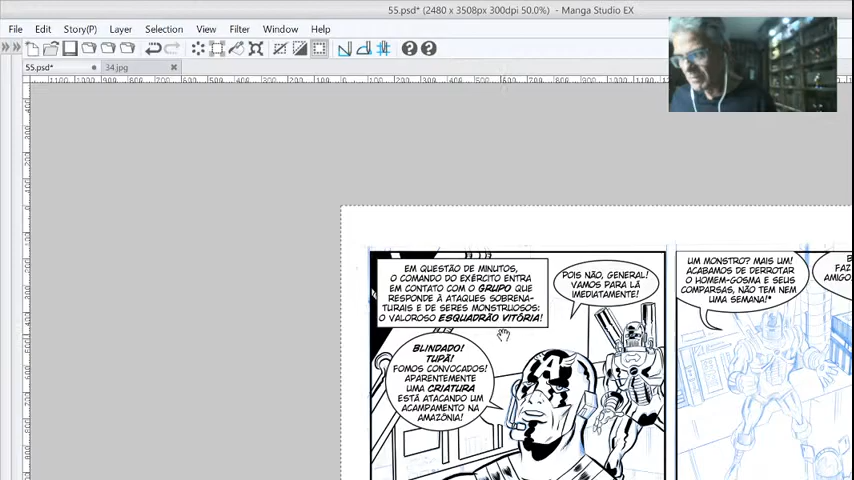 55.psd* (2480 x 3508px 300dpi 50.0%) - Manga Studio EX
File Edit Story(P) Layer Selection View Filter Window Help
55.psd* 34.jpg
EM QUESTÃO DE MINUTOS,
O COMANDO DO EXÉRCITO ENTRA
EM CONTATO COM O GRUPO QUE
RESPONDE À ATAQUES SOBRENA-
TURAIS E DE SERES MONSTRUOSOS:
O VALOROSO ESQUADRÃO VITÓRIA!
POIS NÃO, GENERAL!
VAMOS PARA LÁ
IMEDIATAMENTE!
BLINDADO!
TUPÃ!
FOMOS CONVOCADOS!
APARENTEMENTE
UMA CRIATURA
ESTÁ ATACANDO UM
ACAMPAMENTO NA
AMAZÔNIA!
A
UM MONSTRO? MAIS UM!
ACABAMOS DE DERROTAR
O HOMEM-GOSMA E SEUS
COMPARSAS, NÃO TEM NEM
UMA SEMANA!*
FAZ
AMIGO